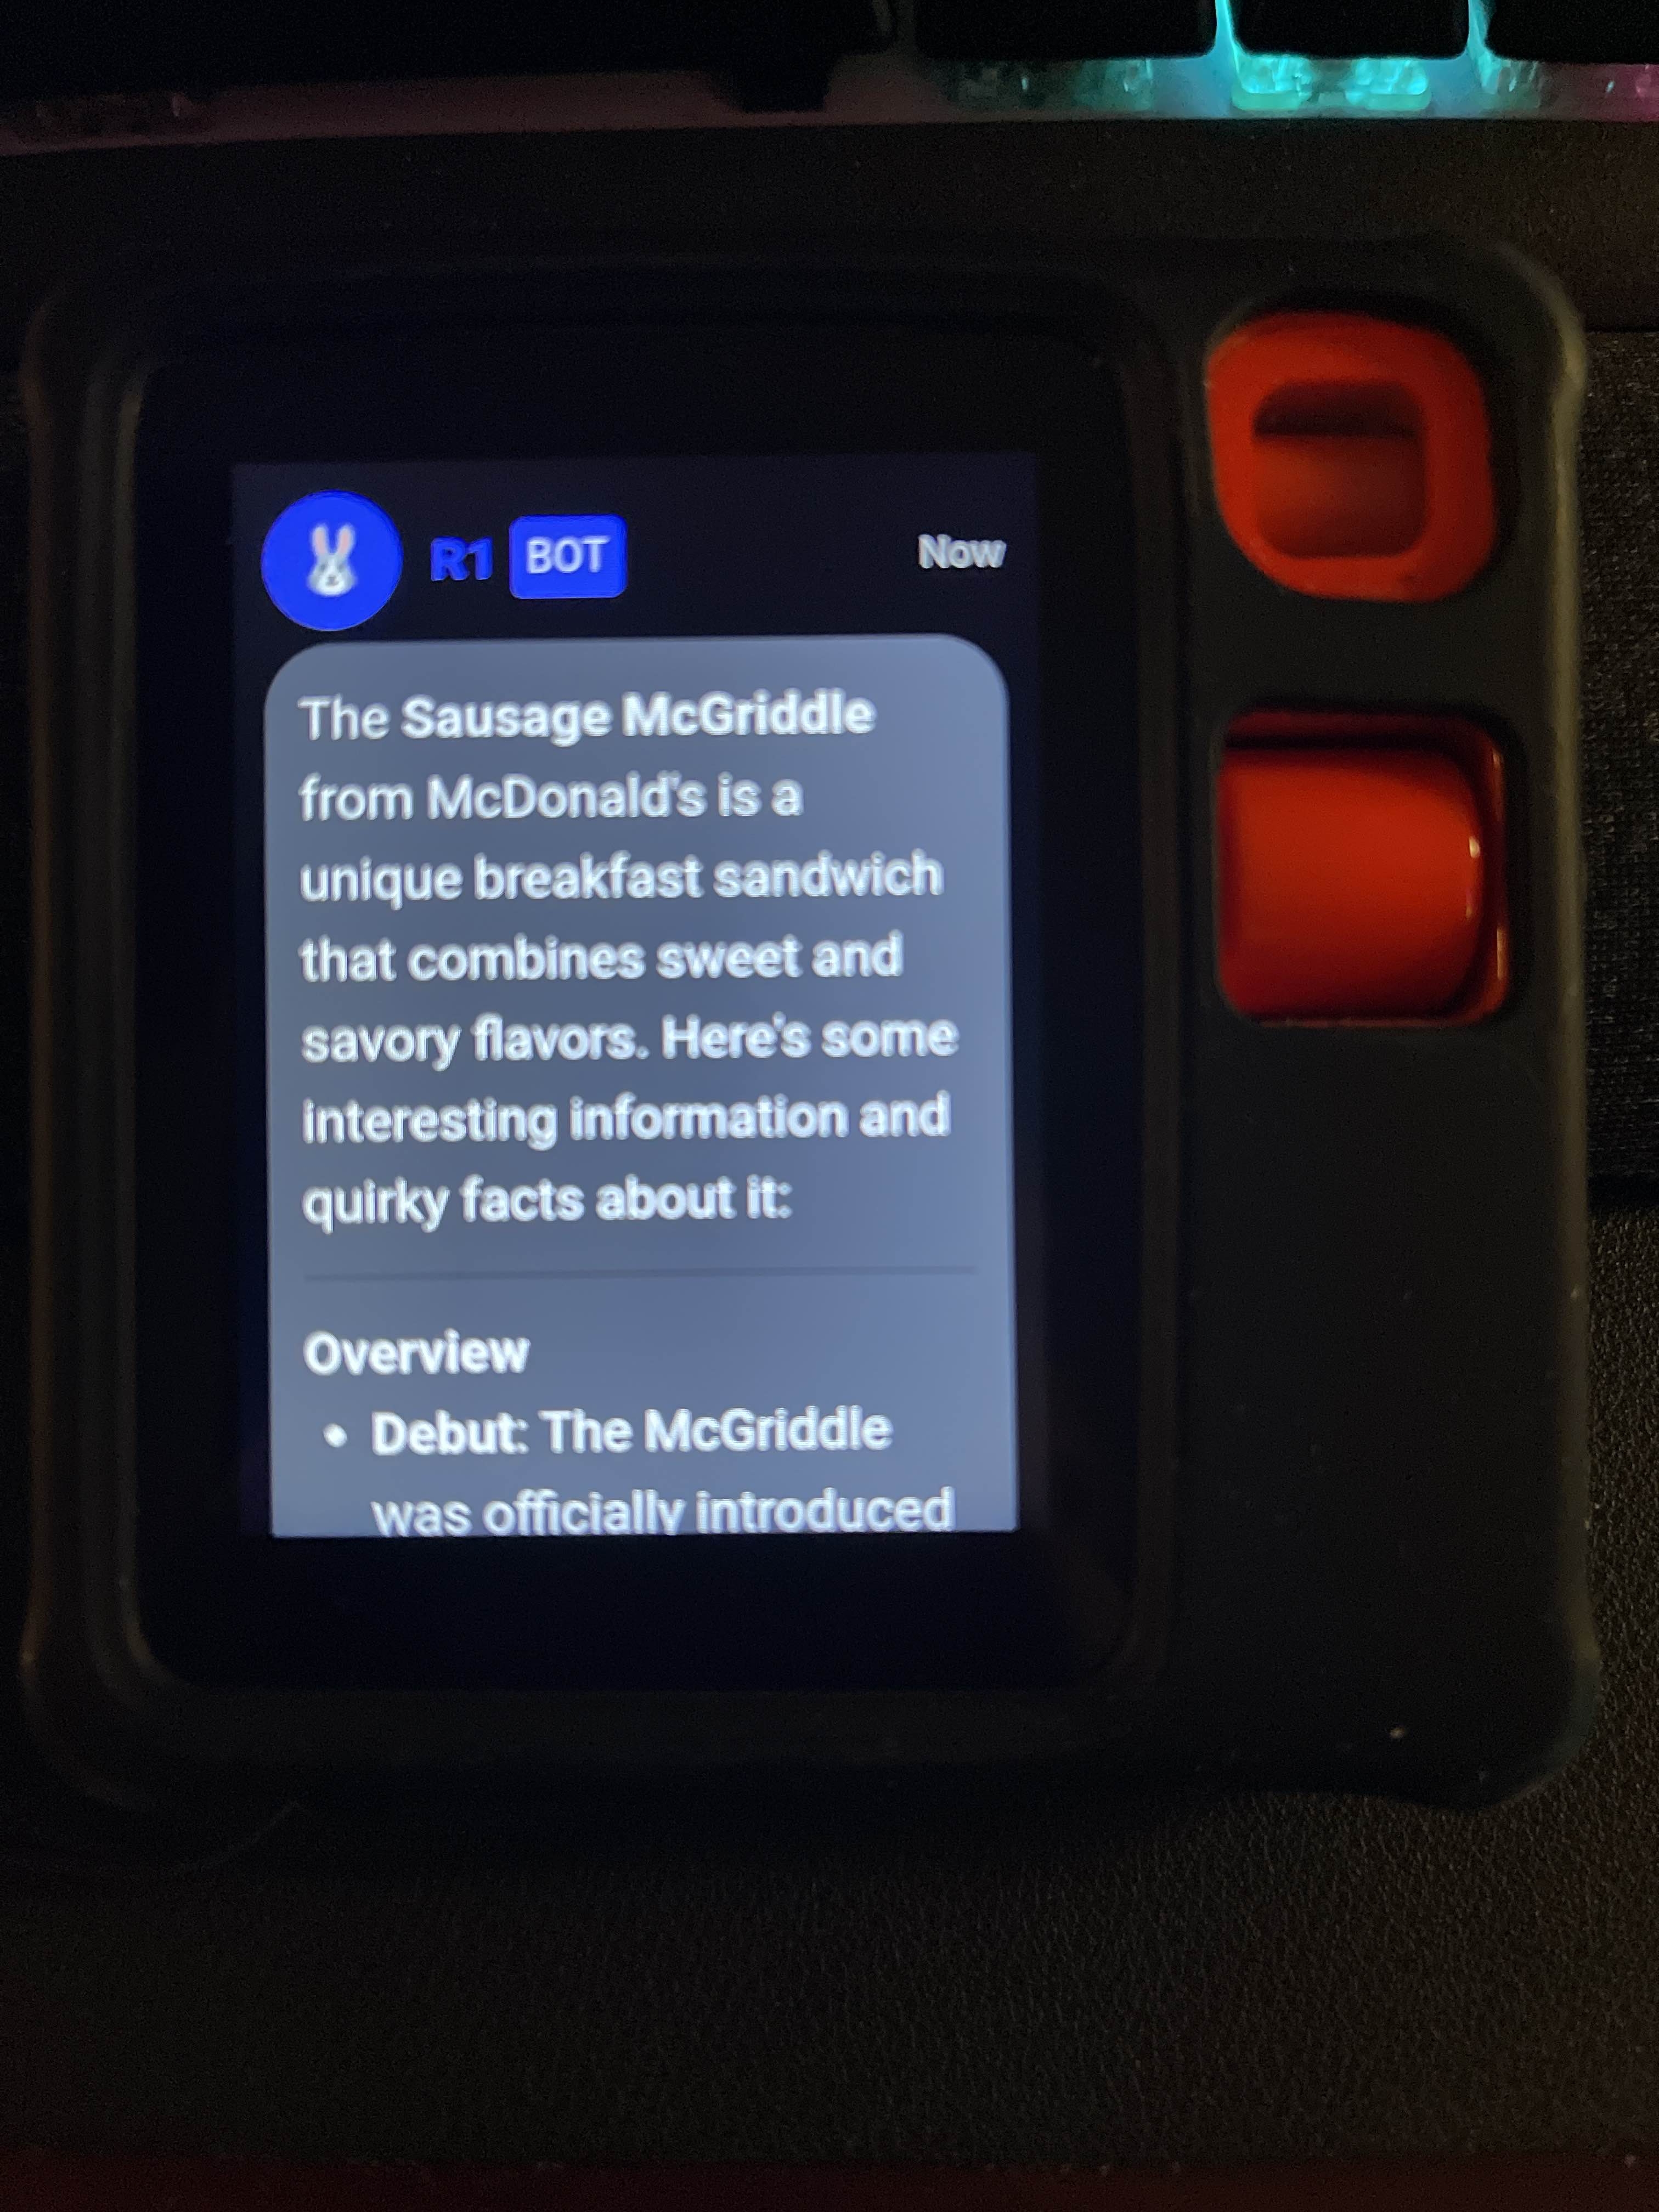 R1 BOT Now
The Sausage McGriddle
from McDonald's is a
unique breakfast sandwich
that combines sweet and
savory flavors. Here's some
interesting information and
quirky facts about it:
Overview
• Debut: The McGriddle
was officially introduced